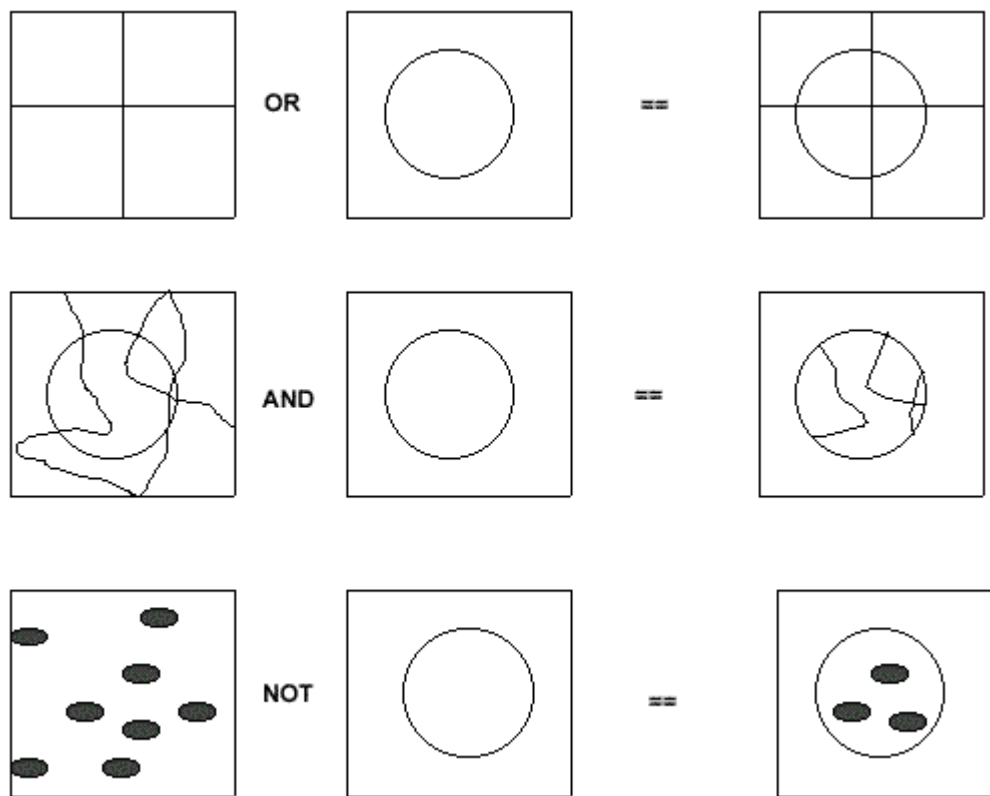 OR ==
AND ==
NOT ==